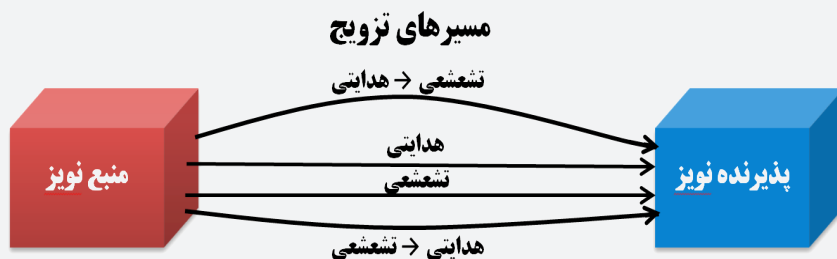 مسیرهای تزویج
تشعشعی → هدایتی
هدایتی
تشعشعی
هدایتی → تشعشعی
منبع نویز
پذیرنده نویز